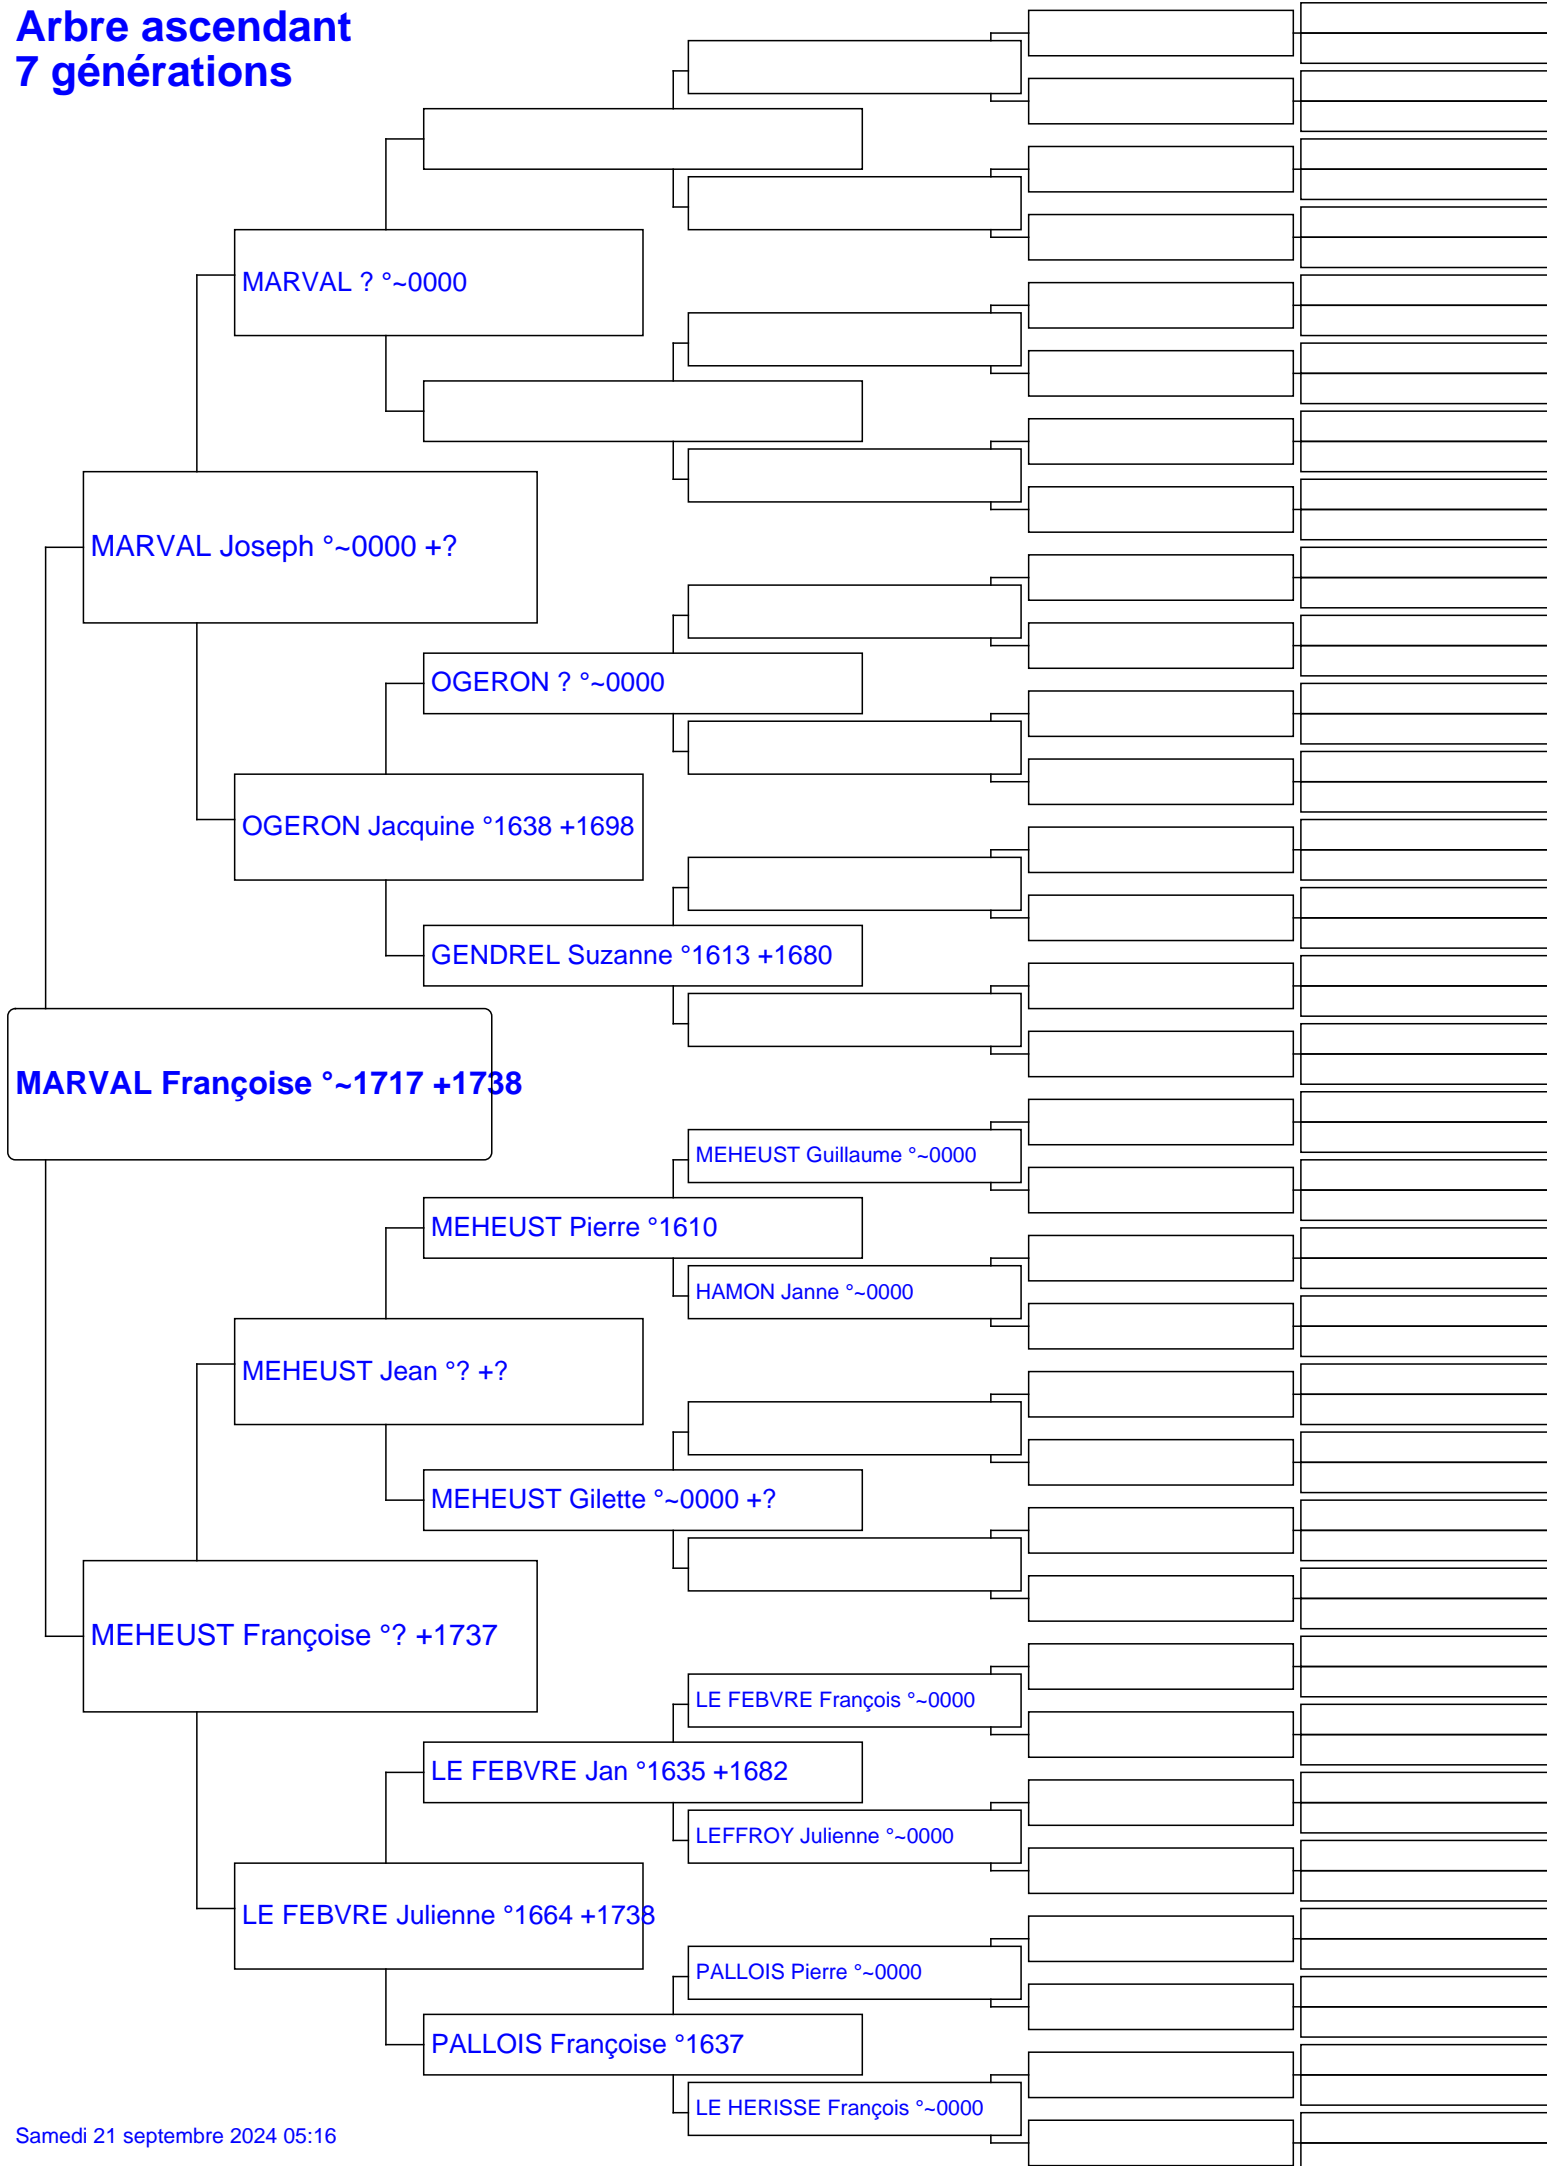 Arbre ascendant
7 générations
MARVAL ? °~0000
MARVAL Joseph °~0000 +?
OGERON ? °~0000
OGERON Jacquine °1638 +1698
GENDREL Suzanne °1613 +1680
MARVAL Françoise °~1717 +1738
MEHEUST Guillaume °~0000
MEHEUST Pierre °1610
HAMON Janne °~0000
MEHEUST Jean °? +?
MEHEUST Gilette °~0000 +?
MEHEUST Françoise °? +1737
LE FEBVRE François °~0000
LE FEBVRE Jan °1635 +1682
LEFFROY Julienne °~0000
LE FEBVRE Julienne °1664 +1738
PALLOIS Pierre °~0000
PALLOIS Françoise °1637
LE HERISSE François °~0000
Samedi 21 septembre 2024 05:16